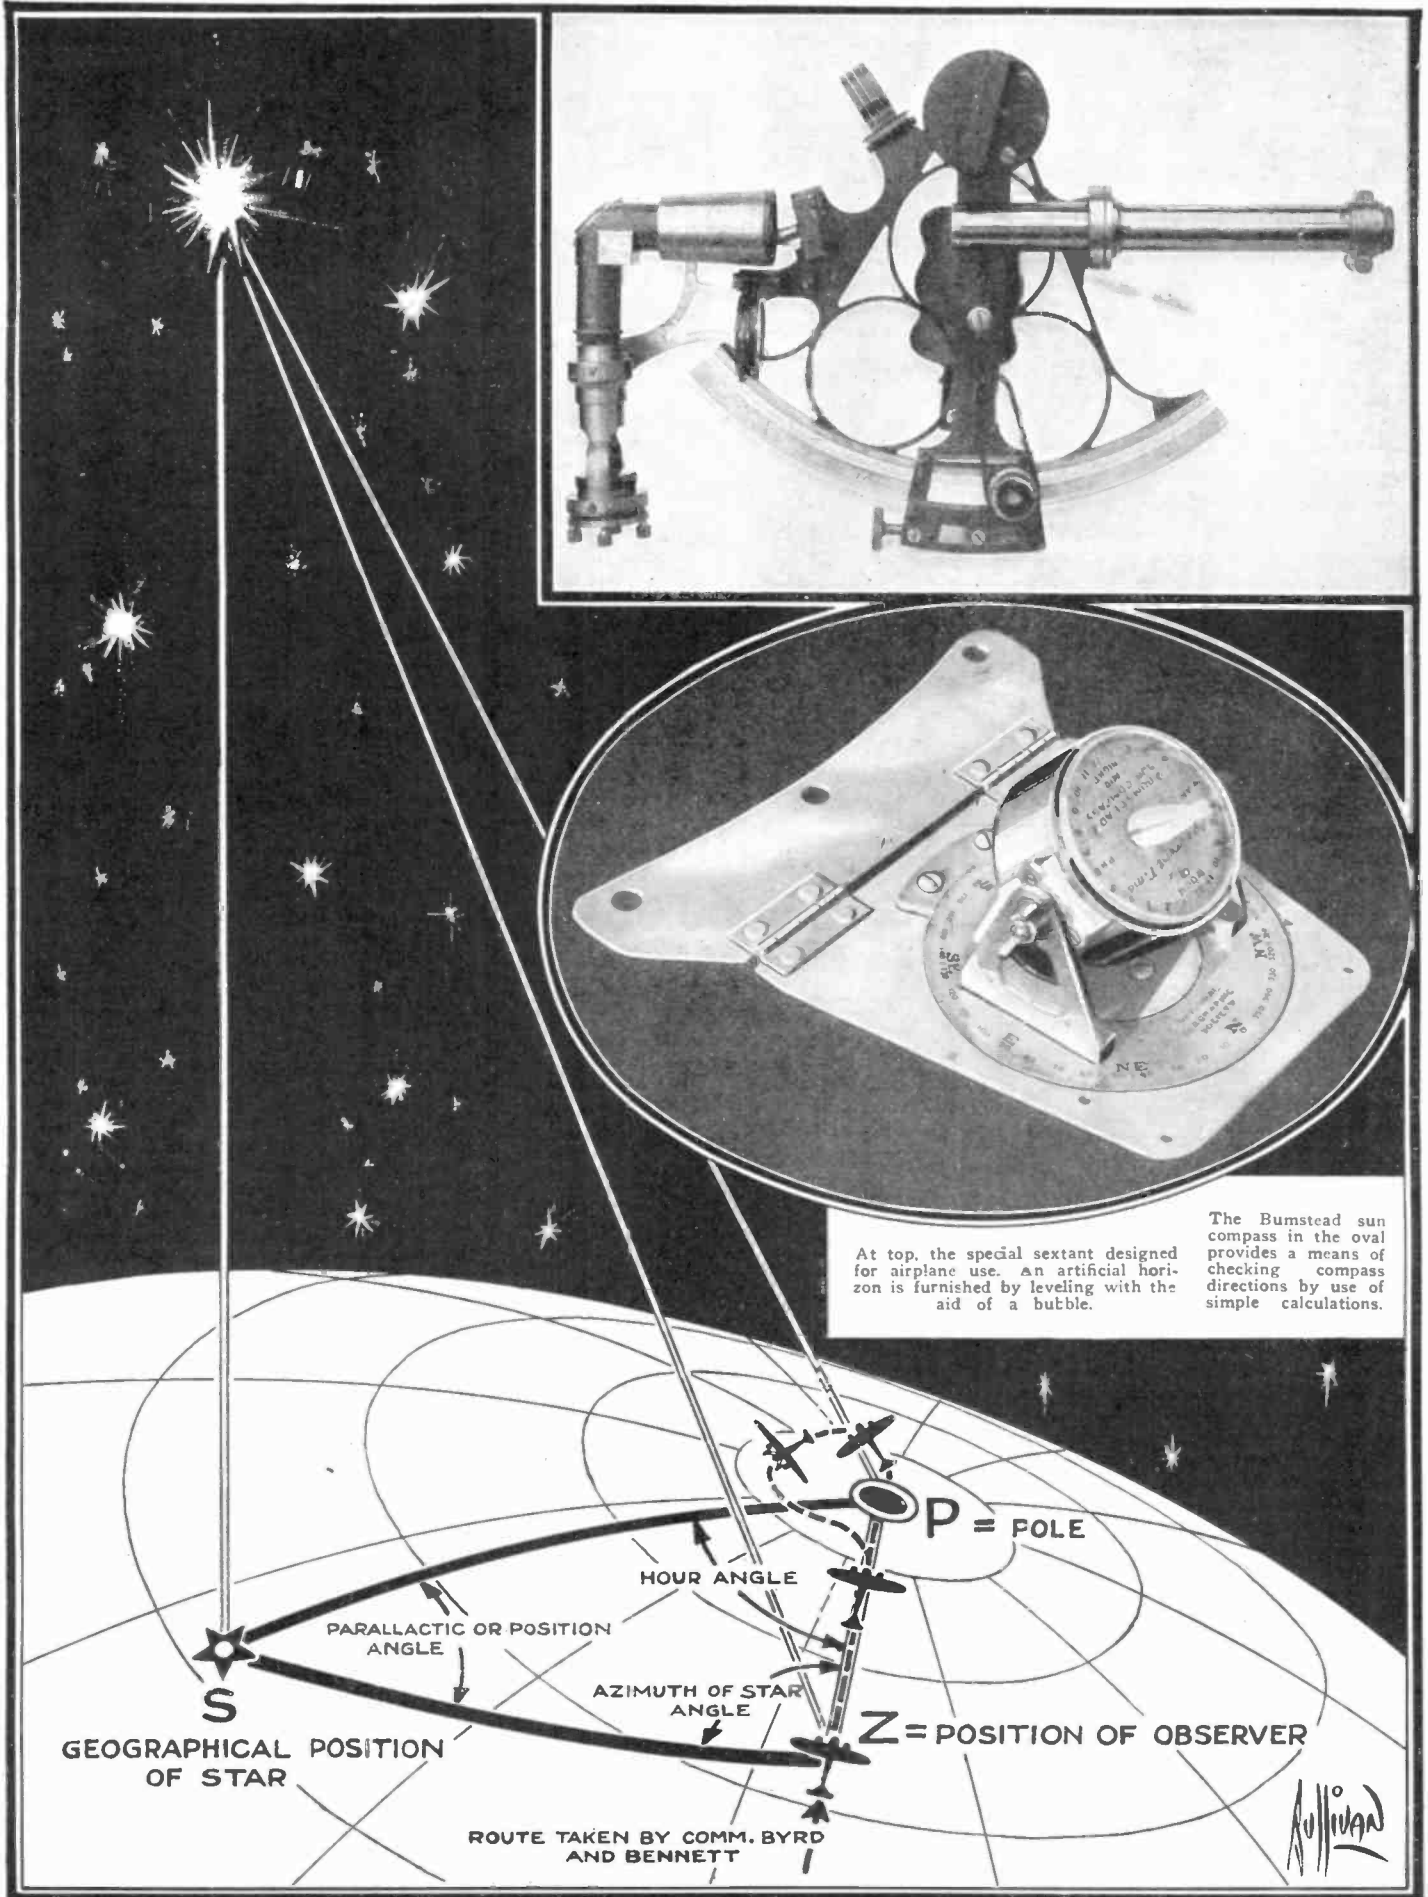 At top, the special sextant designed
for airplane use. An artificial hori-
zon is furnished by leveling with the
aid of a bubble.
The Bumstead sun
compass in the oval
provides a means of
checking compass
directions by use of
simple calculations.
P = POLE
HOUR ANGLE
PARALLACTIC OR POSITION
ANGLE
AZIMUTH OF STAR
ANGLE
S
GEOGRAPHICAL POSITION
OF STAR
Z = POSITION OF OBSERVER
ROUTE TAKEN BY COMM. BYRD
AND BENNETT
Sullivan
SE
NE
N
NW